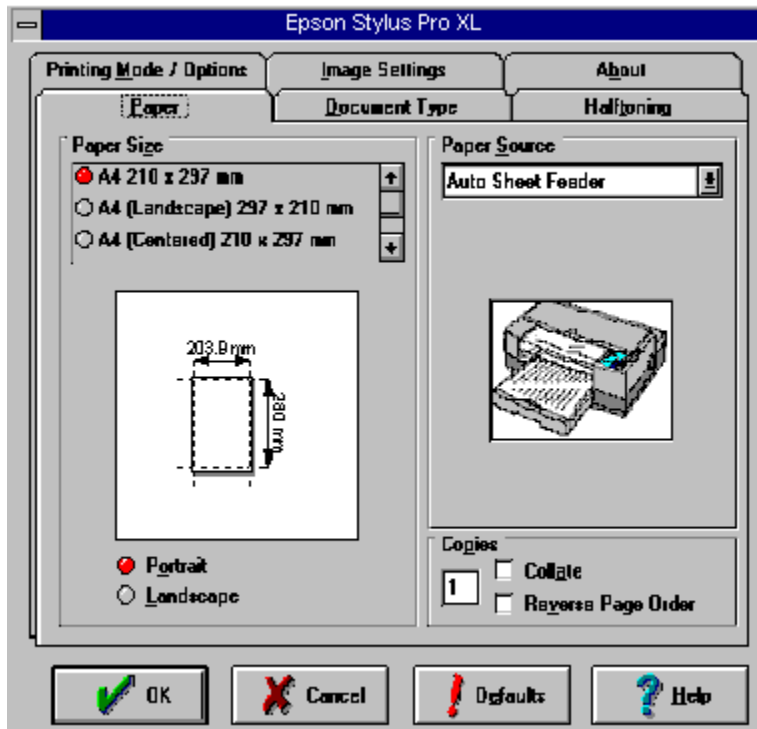 Epson Stylus Pro XL
Printing Mode / Options
Image Settings
About
Paper
Document Type
Halftoning
Paper Size
A4 210 x 297 mm
A4 (Landscape) 297 x 210 mm
A4 (Centered) 210 x 297 mm
203.9 mm
280 mm
Portrait
Landscape
Paper Source
Auto Sheet Feeder
Copies
1
Collate
Reverse Page Order
OK
Cancel
Defaults
Help